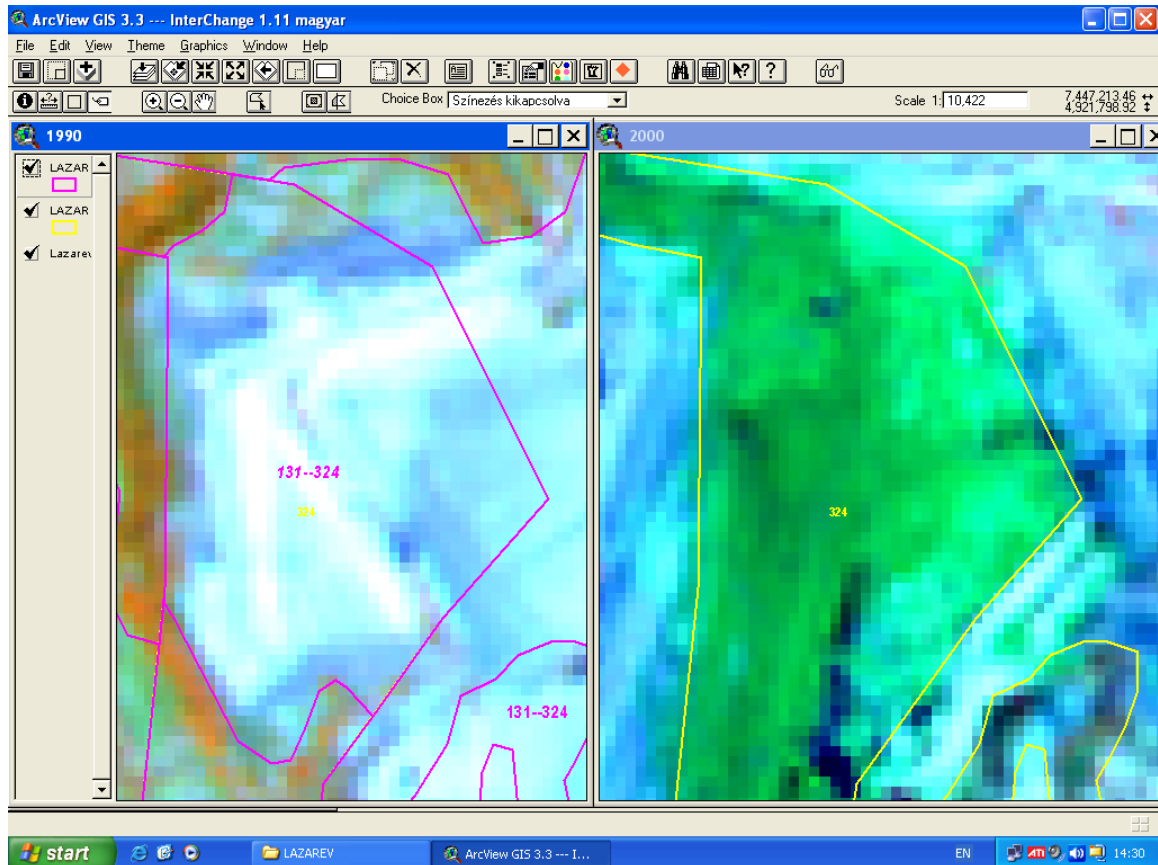 ArcView GIS 3.3 --- InterChange 1.11 magyar
File Edit View Theme Graphics Window Help
Choice Box Színezés kikapcsolva Scale 1: 10,422 7,447,213.46
4,921,798.92
1990
LAZAR
LAZAR
Lazarev
131--324
324
131--324
2000
324
start LAZAREV ArcView GIS 3.3 --- I... EN ATI 14:30